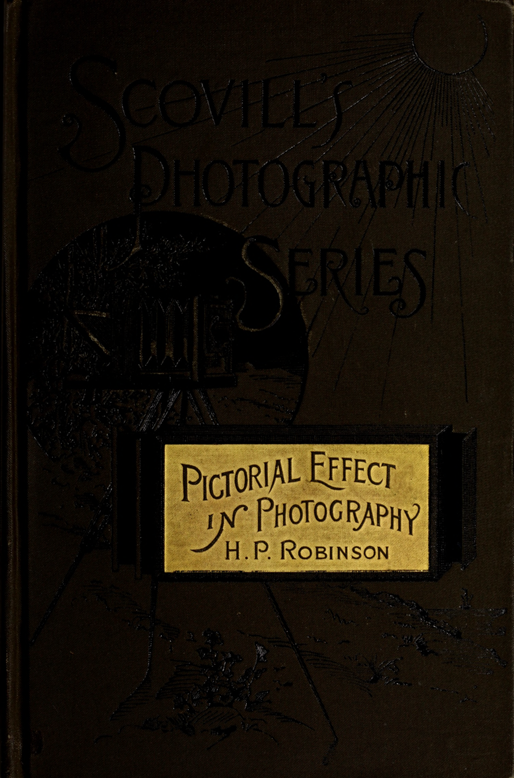 SCOVILL'S
PHOTOGRAPHIC
SERIES
PICTORIAL EFFECT
IN PHOTOGRAPHY
H. P. ROBINSON